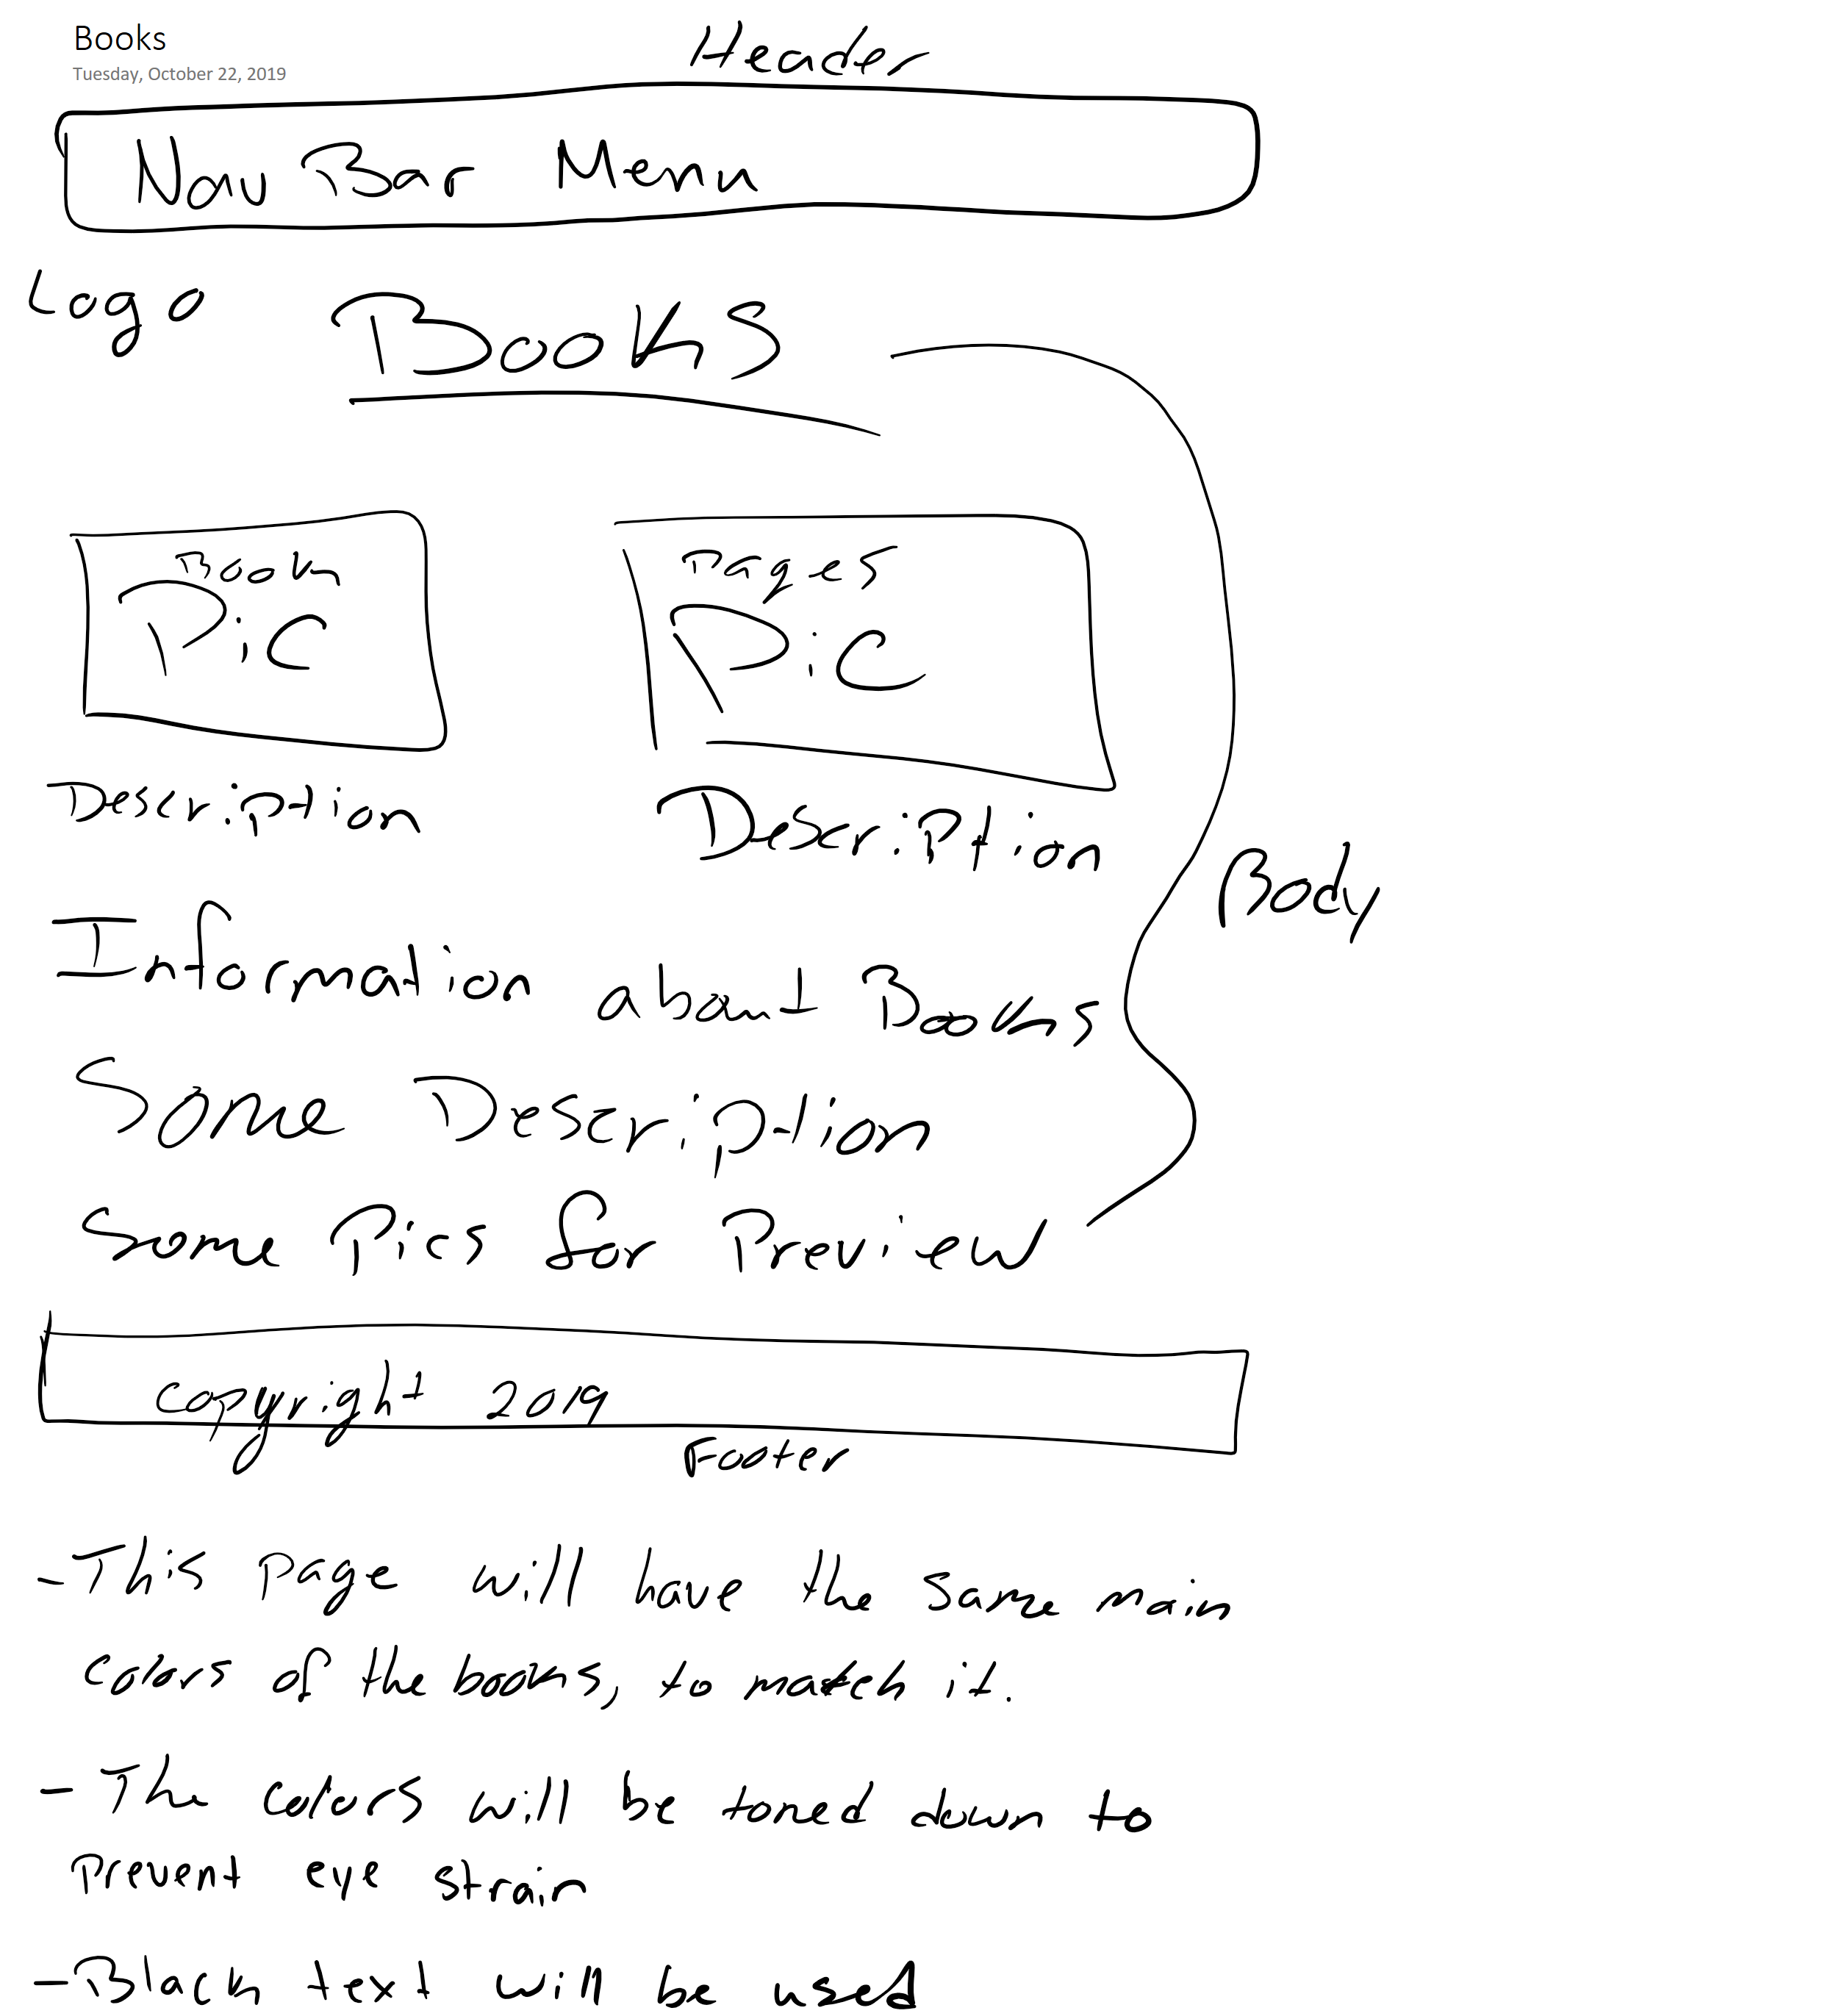 Books
Tuesday, October 22, 2019
Header
Nav Bar Menu
Logo Books
Book Pages
Pic Pic
Description Description
Body
Information about Books
Some Description
Some Pics for Preview
Copyright 2019
Footer
- This page will have the same main
colors of the books, to match it.
- The colors will be toned down to
prevent eye strain
- Black text will be used